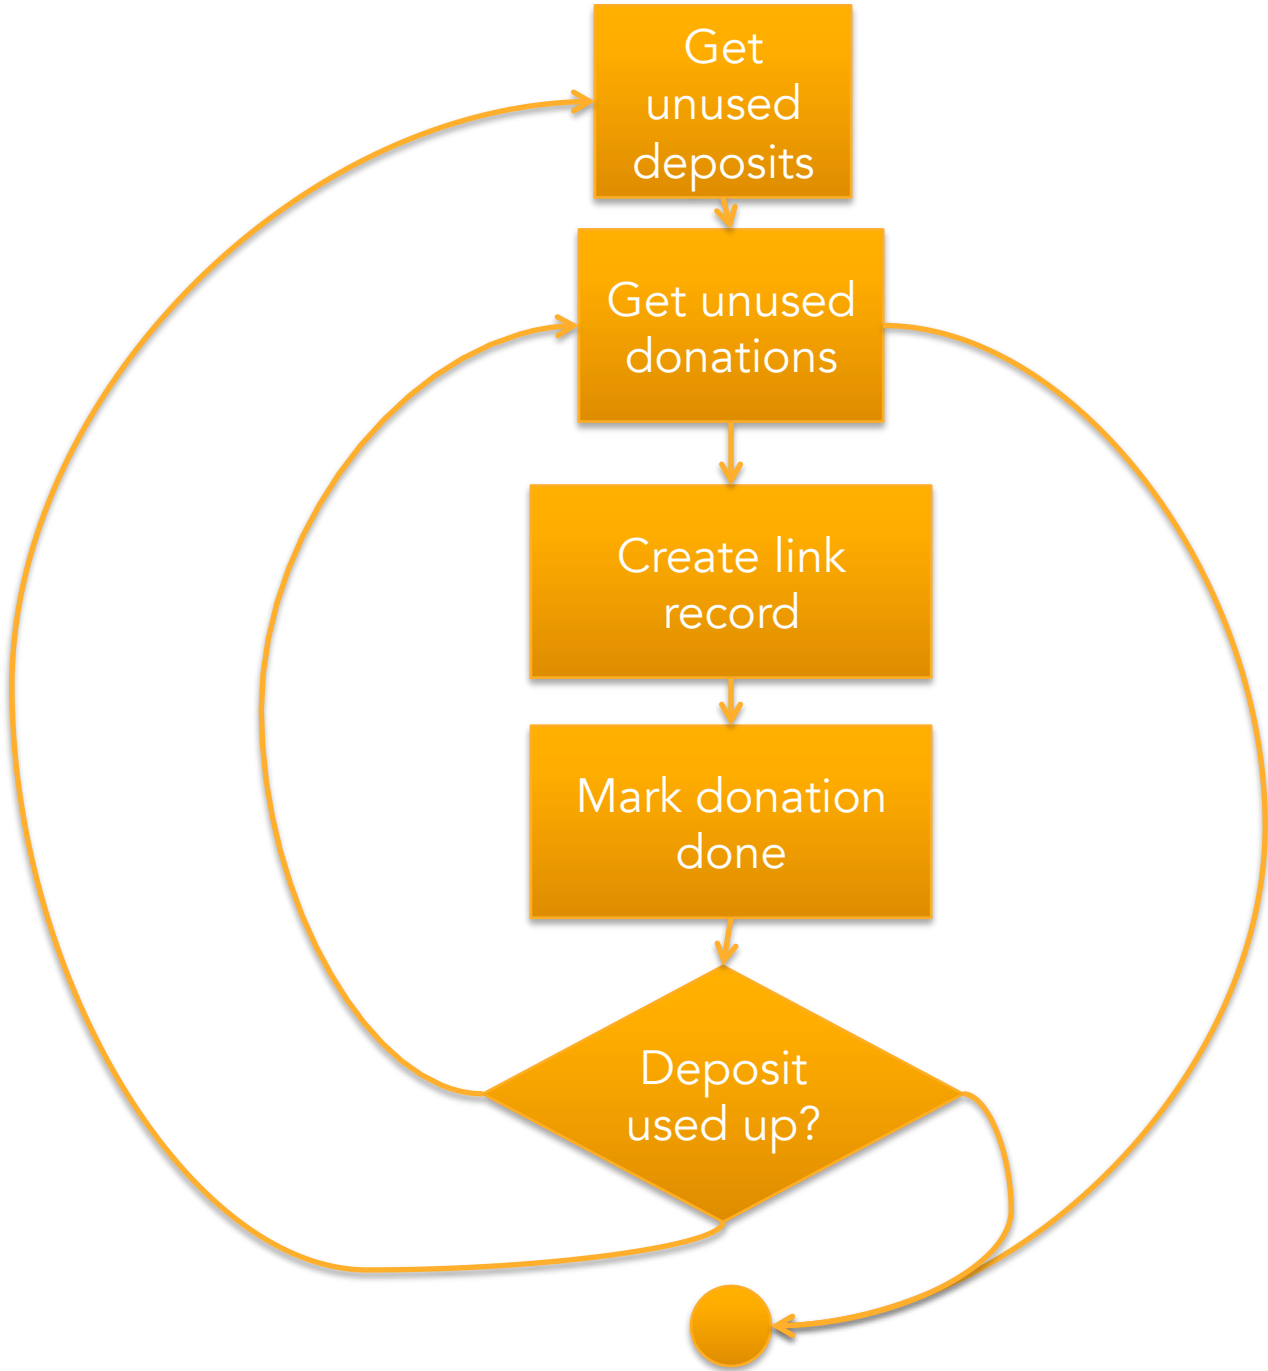 Get
unused
deposits
Get unused
donations
Create link
record
Mark donation
done
Deposit
used up?